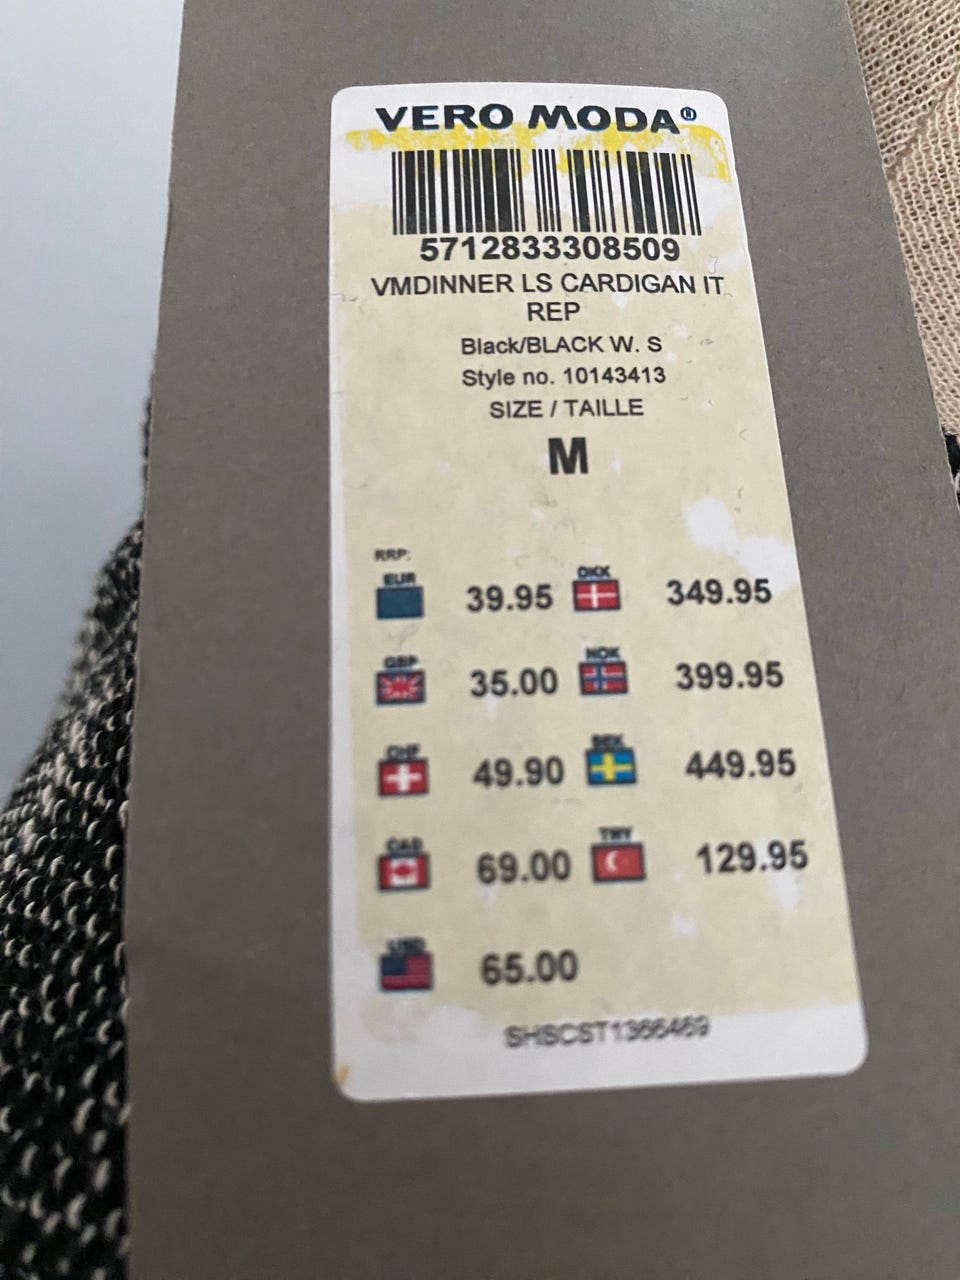 VERO MODA®
5712833308509
VMDINNER LS CARDIGAN IT
REP
Black/BLACK W. S
Style no. 10143413
SIZE / TAILLE
M
RRP:
EUR 39.95 DKK 349.95
GBP 35.00 NOK 399.95
CHF 49.90 SEK 449.95
CAD 69.00 TRY 129.95
USD 65.00
SHSCST1366469